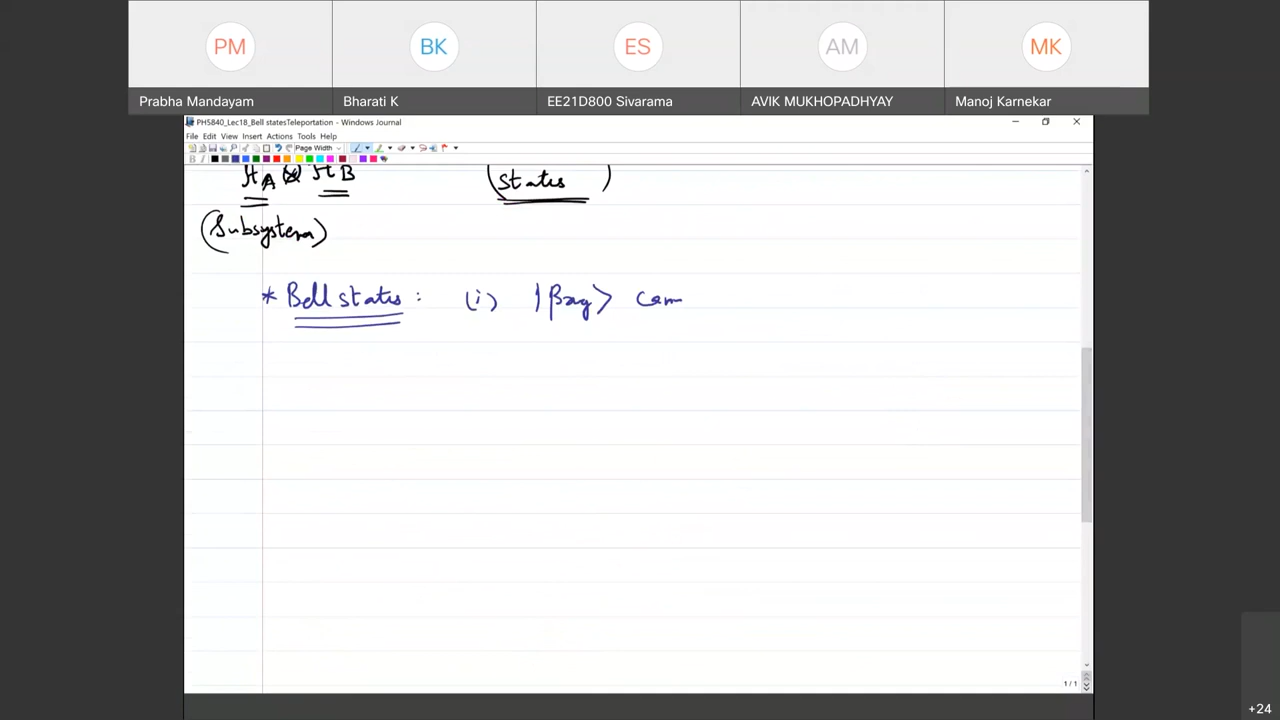 PM BK ES AM MK
Prabha Mandayam Bharati K EE21D800 Sivarama AVIK MUKHOPADHYAY Manoj Karnekar
PH5840_Lec18_Bell statesTeleportation - Windows Journal
File Edit View Insert Actions Tools Help
Page Width
B I
H_A ⊗ H_B (states)
(Subsystem)
* Bell states : (i) |βxy> can
1 / 1
+24